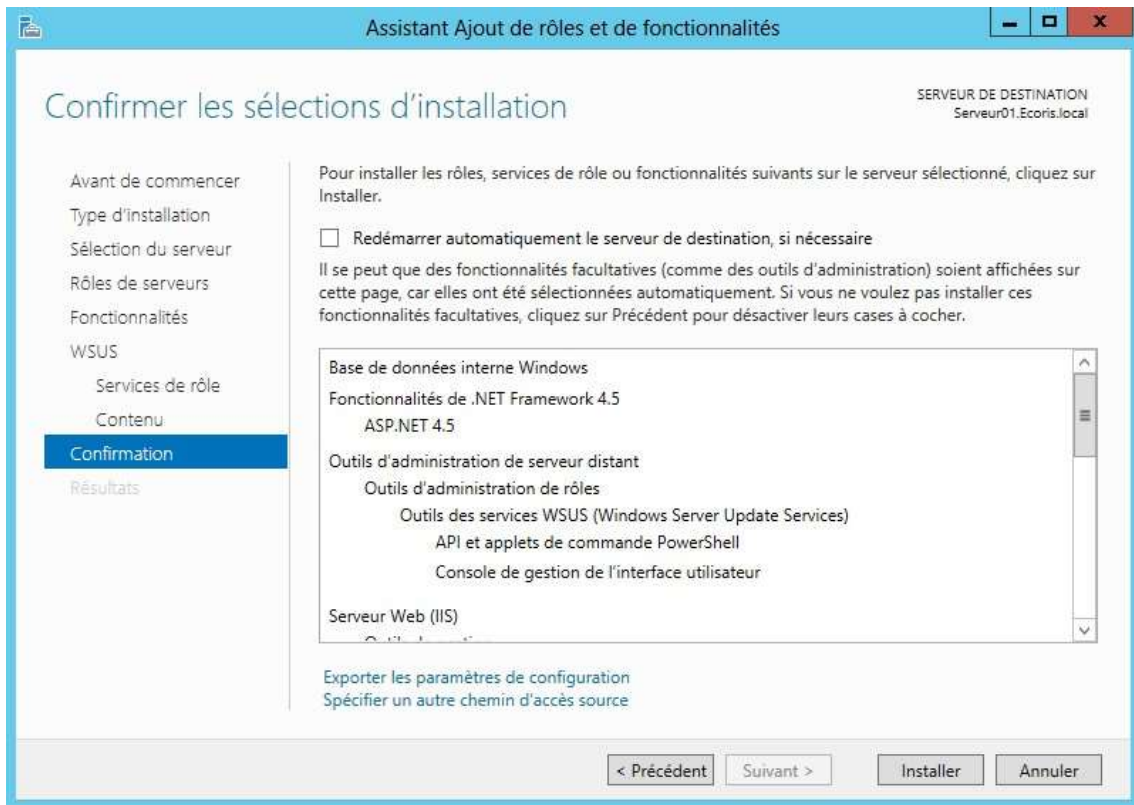 Assistant Ajout de rôles et de fonctionnalités
Confirmer les sélections d'installation
SERVEUR DE DESTINATION
Serveur01.Ecoris.local
Avant de commencer
Type d'installation
Sélection du serveur
Rôles de serveurs
Fonctionnalités
WSUS
Services de rôle
Contenu
Confirmation
Résultats
Pour installer les rôles, services de rôle ou fonctionnalités suivants sur le serveur sélectionné, cliquez sur
Installer.
Redémarrer automatiquement le serveur de destination, si nécessaire
Il se peut que des fonctionnalités facultatives (comme des outils d'administration) soient affichées sur
cette page, car elles ont été sélectionnées automatiquement. Si vous ne voulez pas installer ces
fonctionnalités facultatives, cliquez sur Précédent pour désactiver leurs cases à cocher.
Base de données interne Windows
Fonctionnalités de .NET Framework 4.5
ASP.NET 4.5
Outils d'administration de serveur distant
Outils d'administration de rôles
Outils des services WSUS (Windows Server Update Services)
API et applets de commande PowerShell
Console de gestion de l'interface utilisateur
Serveur Web (IIS)
Exporter les paramètres de configuration
Spécifier un autre chemin d'accès source
< Précédent
Suivant >
Installer
Annuler